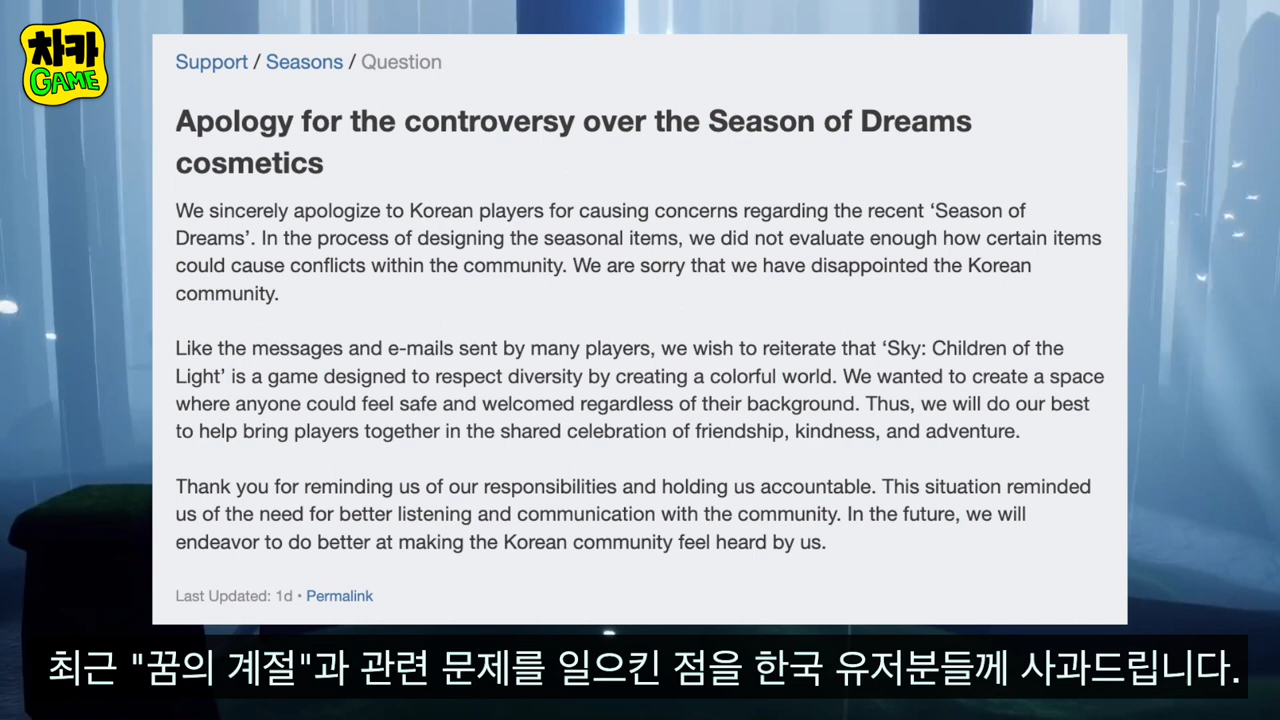 차카
GAME
Support / Seasons / Question
Apology for the controversy over the Season of Dreams
cosmetics
We sincerely apologize to Korean players for causing concerns regarding the recent ‘Season of
Dreams’. In the process of designing the seasonal items, we did not evaluate enough how certain items
could cause conflicts within the community. We are sorry that we have disappointed the Korean
community.
Like the messages and e-mails sent by many players, we wish to reiterate that ‘Sky: Children of the
Light’ is a game designed to respect diversity by creating a colorful world. We wanted to create a space
where anyone could feel safe and welcomed regardless of their background. Thus, we will do our best
to help bring players together in the shared celebration of friendship, kindness, and adventure.
Thank you for reminding us of our responsibilities and holding us accountable. This situation reminded
us of the need for better listening and communication with the community. In the future, we will
endeavor to do better at making the Korean community feel heard by us.
Last Updated: 1d • Permalink
최근 "꿈의 계절"과 관련 문제를 일으킨 점을 한국 유저분들께 사과드립니다.